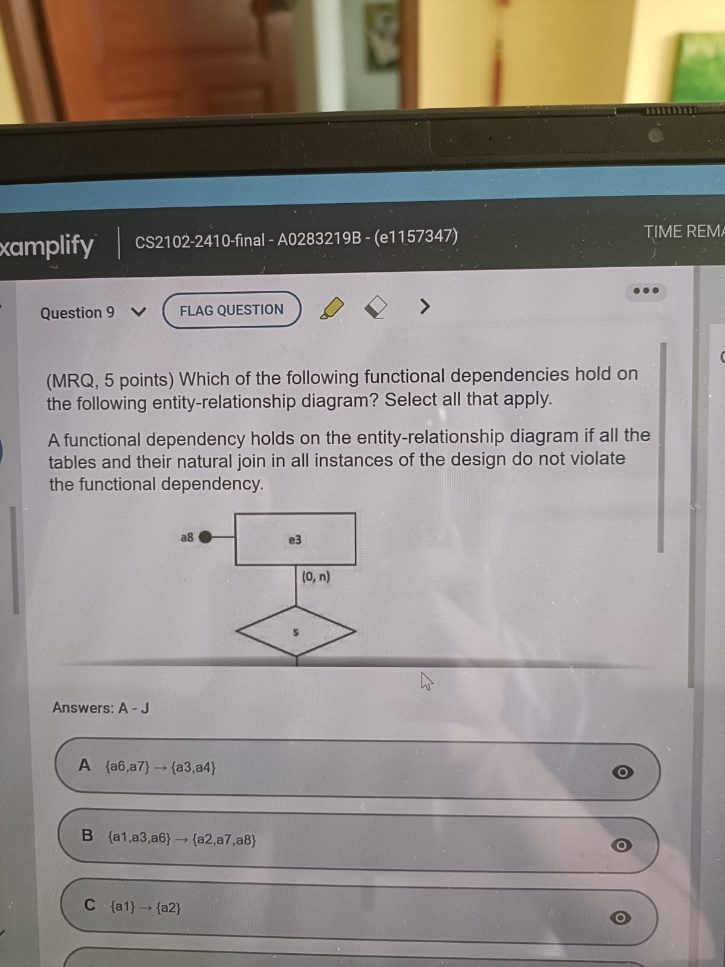 xamplify
CS2102-2410-final - A0283219B - (e1157347)
TIME REMA
Question 9
FLAG QUESTION
(MRQ, 5 points) Which of the following functional dependencies hold on
the following entity-relationship diagram? Select all that apply.
A functional dependency holds on the entity-relationship diagram if all the
tables and their natural join in all instances of the design do not violate
the functional dependency.
a8
e3
(0, n)
s
Answers: A - J
A {a6,a7} → {a3,a4}
B {a1,a3,a6} → {a2,a7,a8}
C {a1} → {a2}